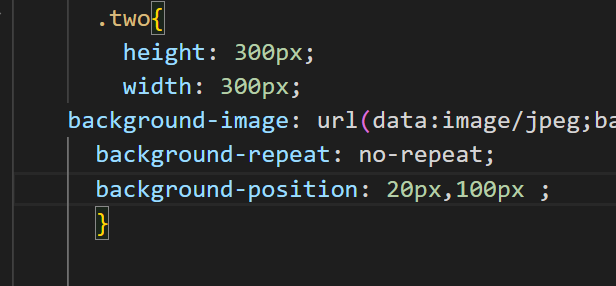 .two{
height: 300px;
width: 300px;
background-image: url(data:image/jpeg;ba
background-repeat: no-repeat;
background-position: 20px,100px ;
}